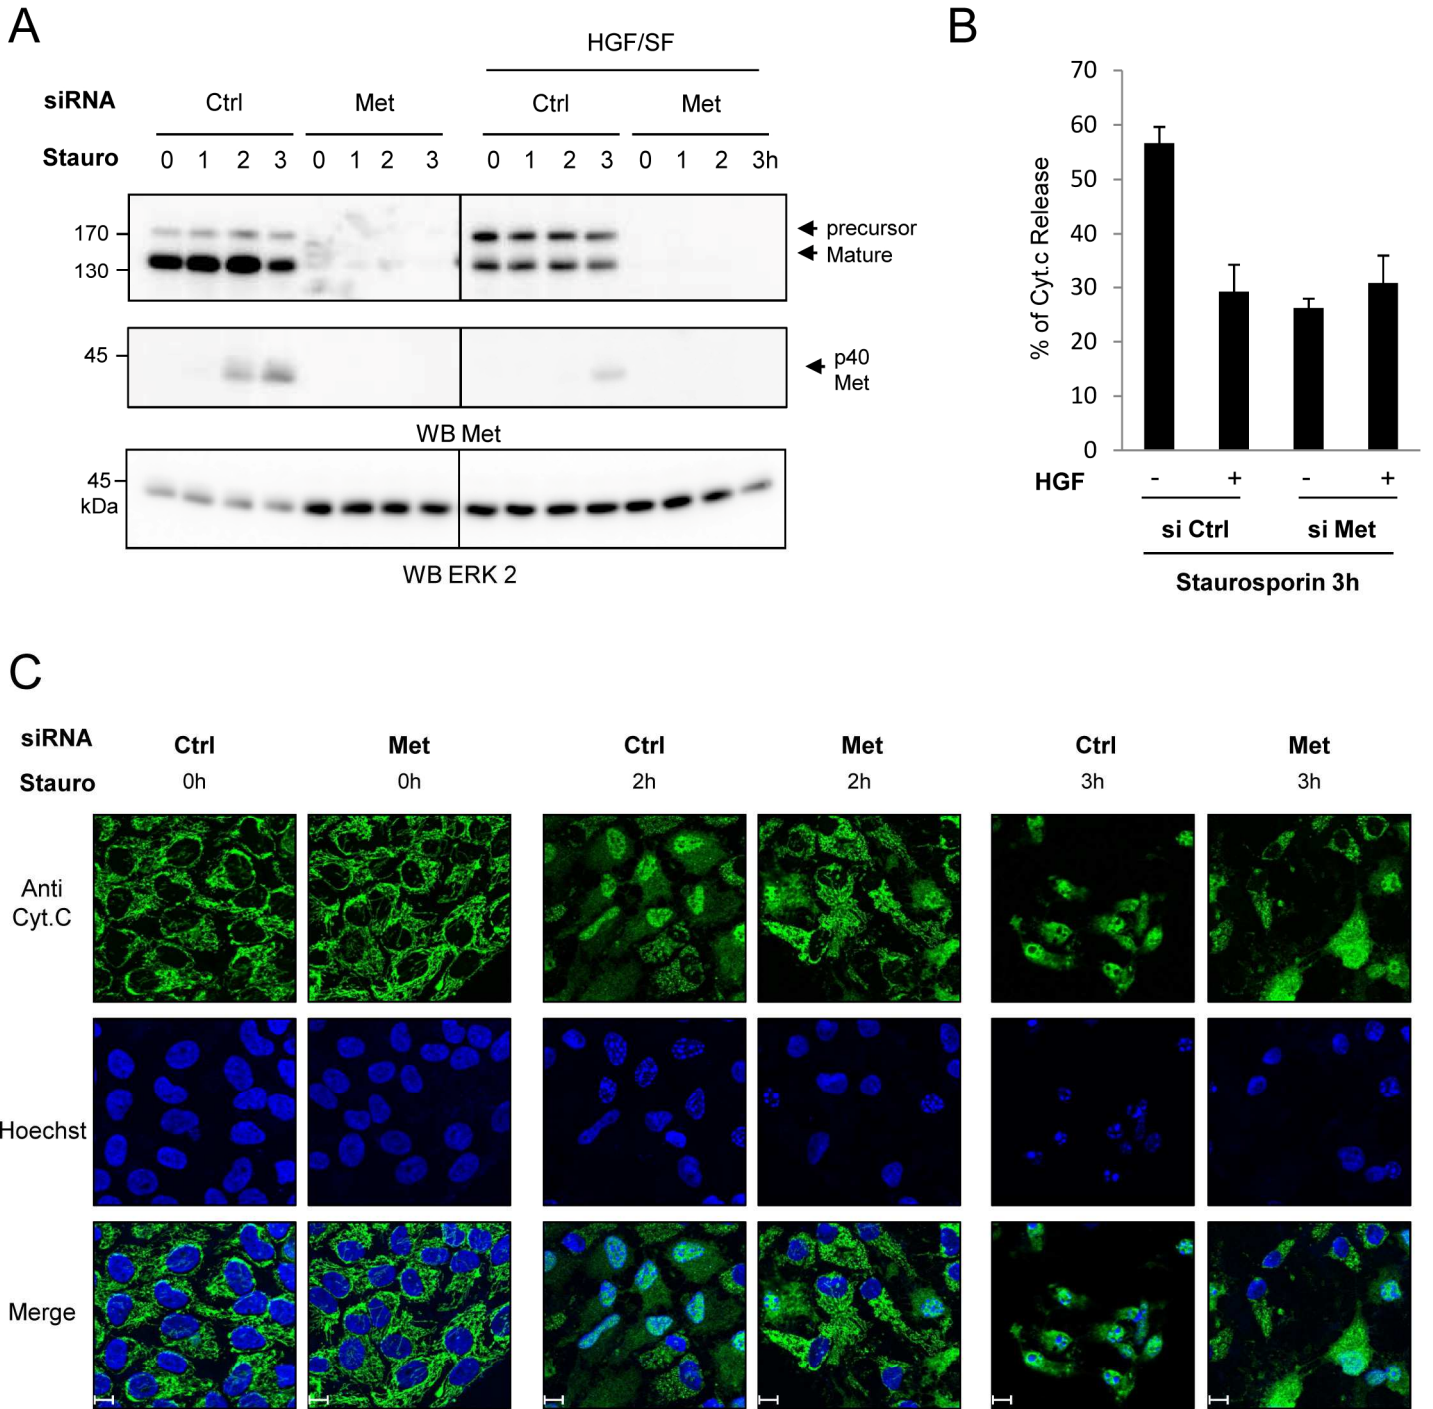 A
HGF/SF
siRNA Ctrl Met Ctrl Met
Stauro 0 1 2 3 0 1 2 3 0 1 2 3 0 1 2 3h
170
130
precursor
Mature
45
p40
Met
WB Met
45
kDa
WB ERK 2
B
% of Cyt.c Release
70
60
50
40
30
20
10
0
HGF - + - +
si Ctrl si Met
Staurosporin 3h
C
siRNA Ctrl Met Ctrl Met Ctrl Met
Stauro 0h 0h 2h 2h 3h 3h
Anti
Cyt.C
Hoechst
Merge